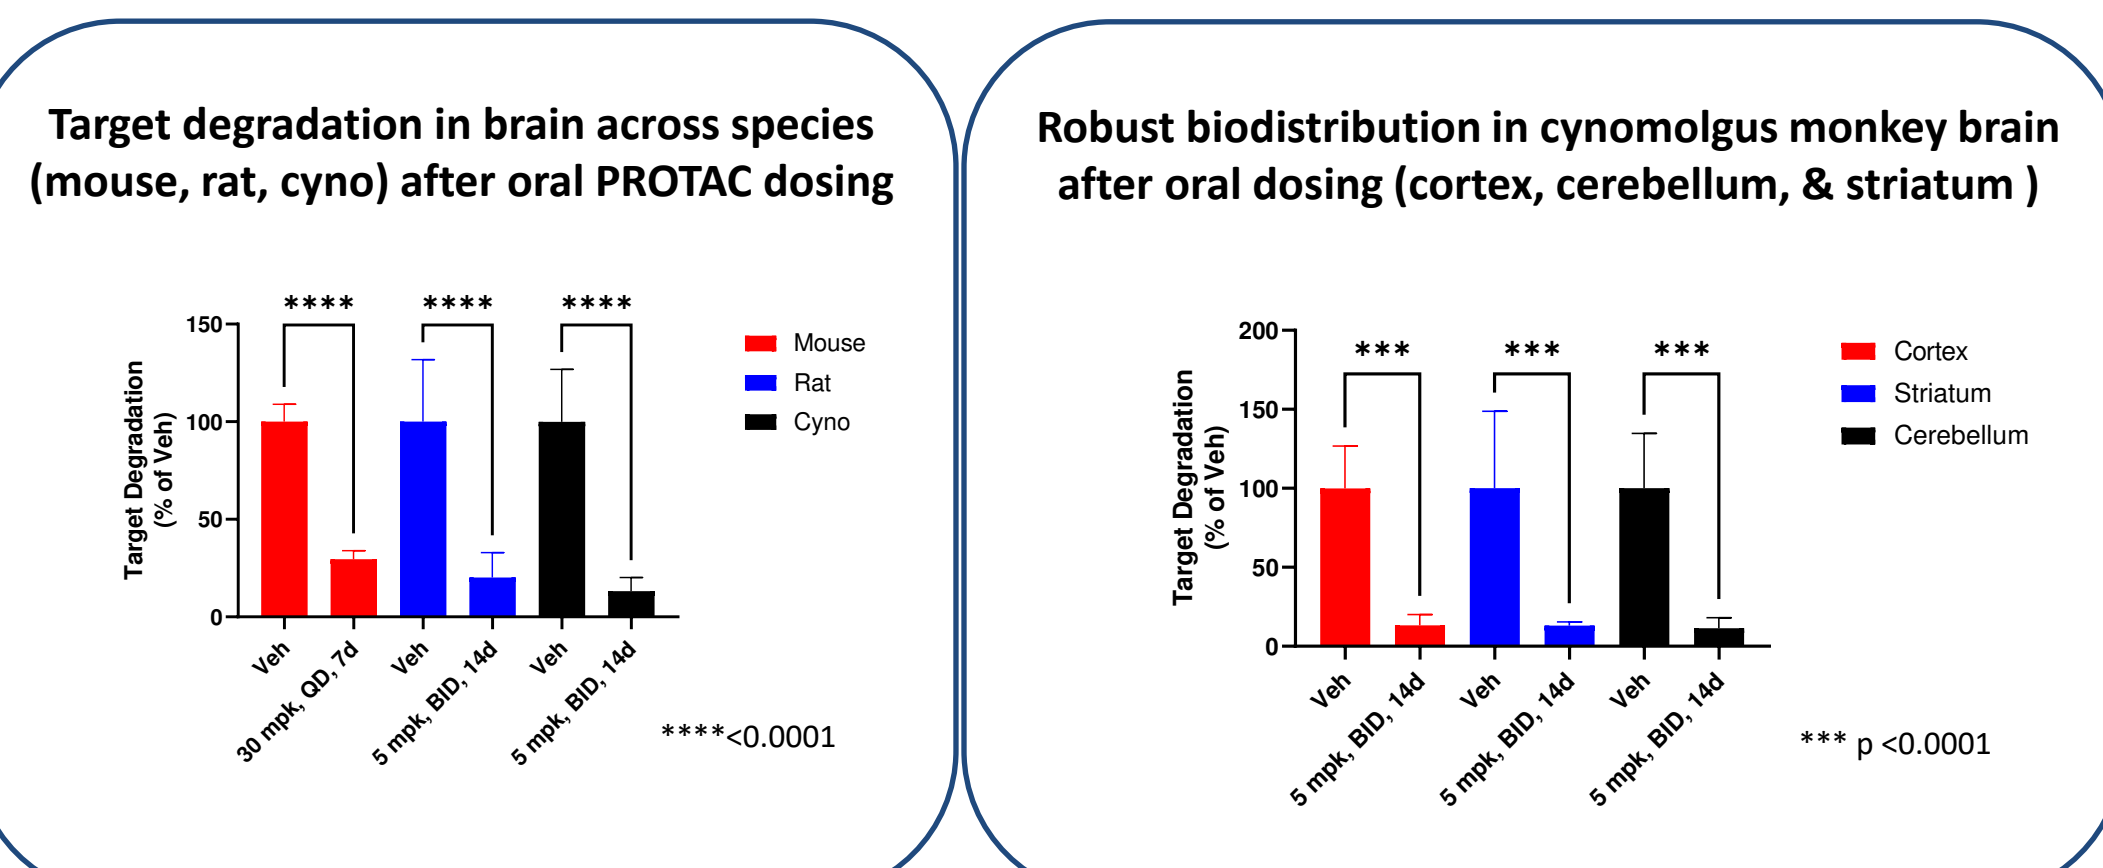 Target degradation in brain across species
(mouse, rat, cyno) after oral PROTAC dosing
****
****
****
150
100
50
0
Target Degradation
(% of Veh)
Veh
30 mpk, QD, 7d
Veh
5 mpk, BID, 14d
Veh
5 mpk, BID, 14d
Mouse
Rat
Cyno
****<0.0001
Robust biodistribution in cynomolgus monkey brain
after oral dosing (cortex, cerebellum, & striatum )
***
***
***
200
150
100
50
0
Target Degradation
(% of Veh)
Veh
5 mpk, BID, 14d
Veh
5 mpk, BID, 14d
Veh
5 mpk, BID, 14d
Cortex
Striatum
Cerebellum
*** p <0.0001